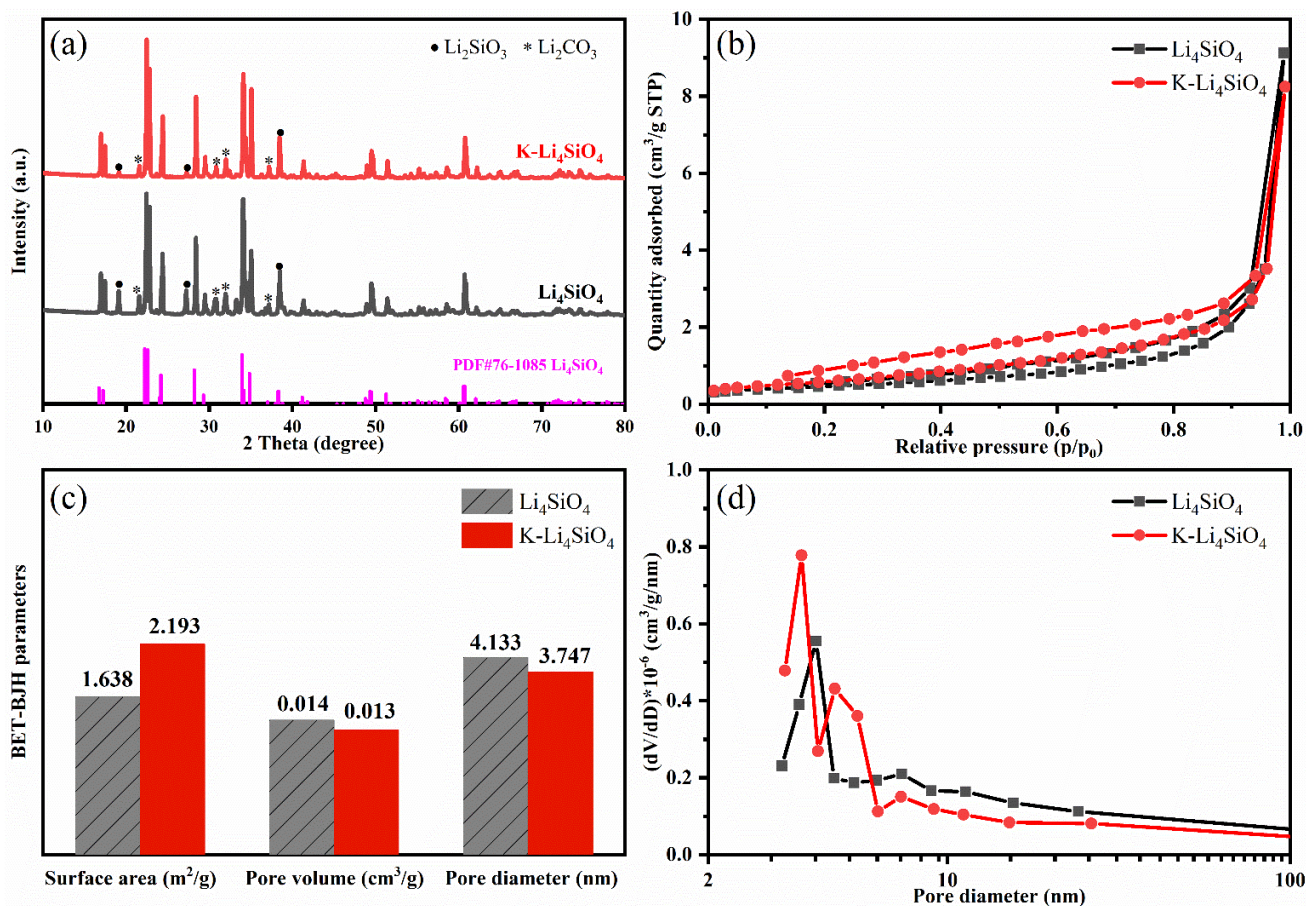 (a)
● Li₂SiO₃ * Li₂CO₃
K-Li₄SiO₄
Li₄SiO₄
PDF#76-1085 Li₄SiO₄
Intensity (a.u.)
10 20 30 40 50 60 70 80
2 Theta (degree)
(b)
Li₄SiO₄
K-Li₄SiO₄
Quantity adsorbed (cm³/g STP)
10
8
6
4
2
0
0.0 0.2 0.4 0.6 0.8 1.0
Relative pressure (p/p₀)
(c)
Li₄SiO₄
K-Li₄SiO₄
BET-BJH parameters
1.638 2.193
0.014 0.013
4.133 3.747
Surface area (m²/g) Pore volume (cm³/g) Pore diameter (nm)
(d)
Li₄SiO₄
K-Li₄SiO₄
(dV/dD)*10⁻⁶ (cm³/g/nm)
1.0
0.8
0.6
0.4
0.2
0.0
2 10 100
Pore diameter (nm)